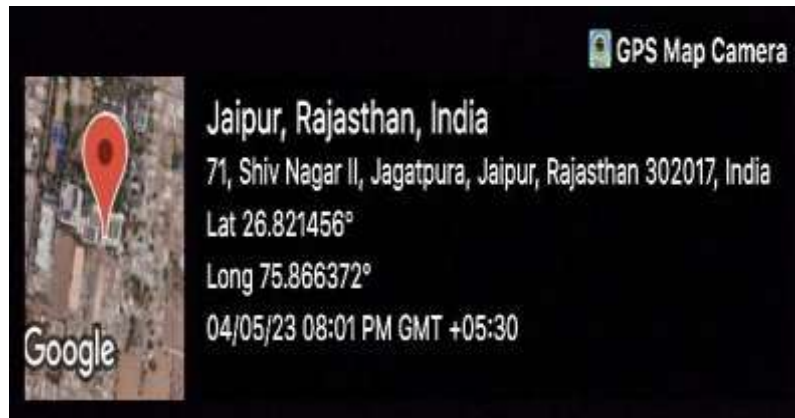 GPS Map Camera
Jaipur, Rajasthan, India
71, Shiv Nagar II, Jagatpura, Jaipur, Rajasthan 302017, India
Lat 26.821456°
Long 75.866372°
04/05/23 08:01 PM GMT +05:30
Google